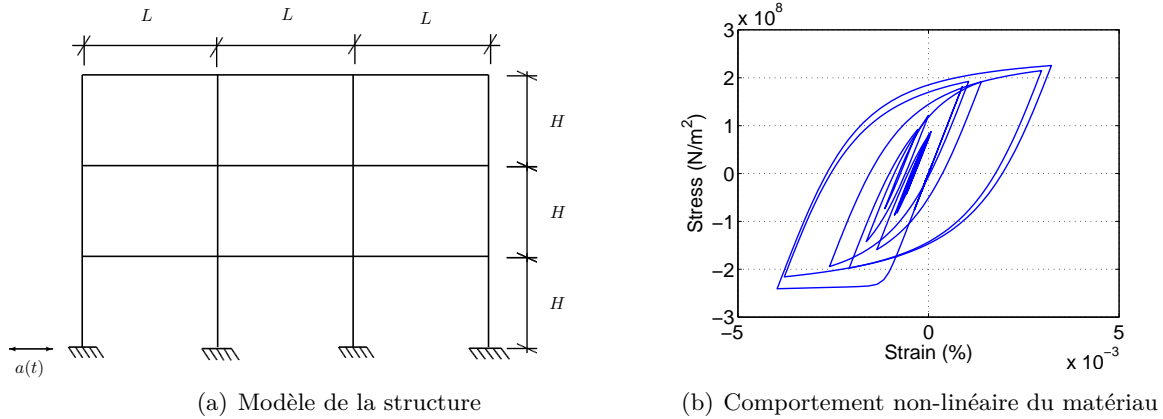 L
L
L
H
H
H
a(t)
(a) Modèle de la structure
x 10^8
3
2
1
0
−1
−2
−3
Stress (N/m^2)
−5
0
5
Strain (%)
x 10^−3
(b) Comportement non-linéaire du matériau